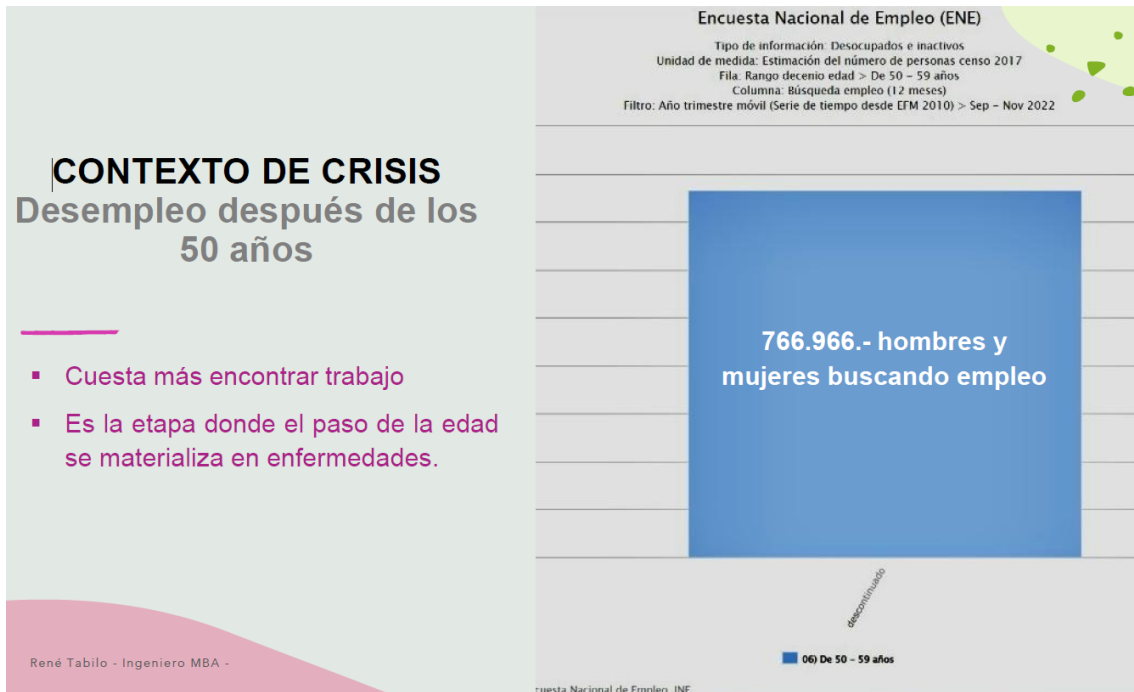 CONTEXTO DE CRISIS
Desempleo después de los
50 años
▪ Cuesta más encontrar trabajo
▪ Es la etapa donde el paso de la edad
se materializa en enfermedades.
René Tabilo - Ingeniero MBA -
Encuesta Nacional de Empleo (ENE)
Tipo de información: Desocupados e inactivos
Unidad de medida: Estimación del número de personas censo 2017
Fila: Rango decenio edad > De 50 – 59 años
Columna: Búsqueda empleo (12 meses)
Filtro: Año trimestre móvil (Serie de tiempo desde EFM 2010) > Sep – Nov 2022
766.966.- hombres y
mujeres buscando empleo
descontinuado
06) De 50 – 59 años
Nacional de Empleo, INE